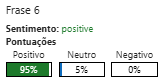 Frase 6
Sentimento: positive
Pontuações
Positivo Neutro Negativo
95% 5% 0%